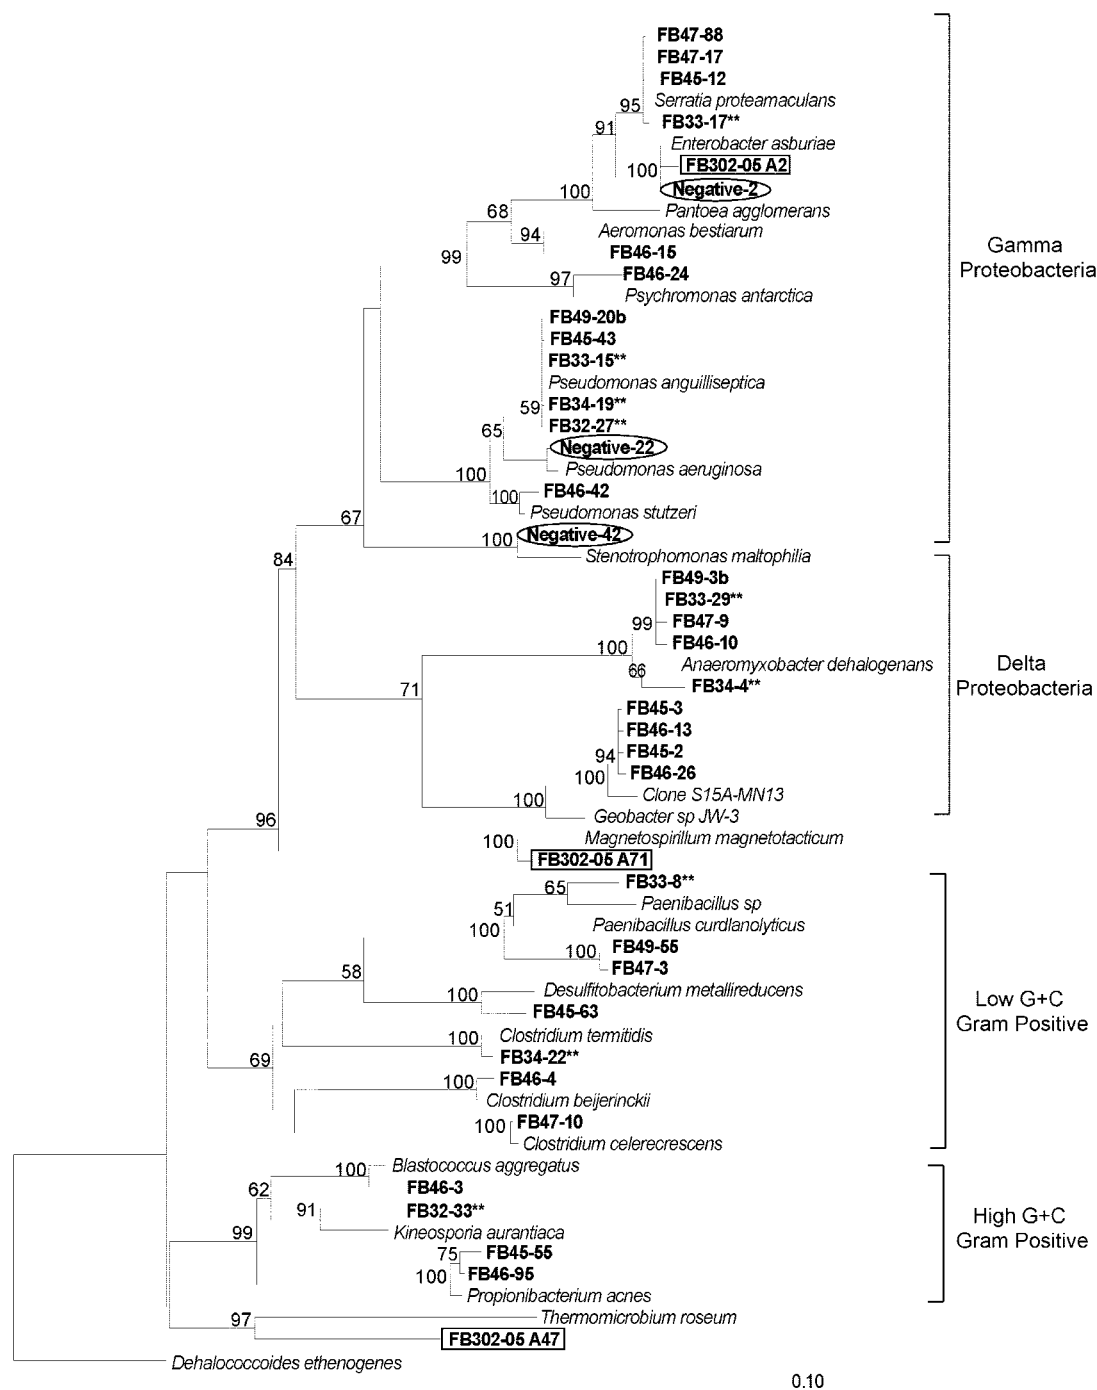 FB47-88
FB47-17
FB45-12
Serratia proteamaculans
95
FB33-17**
91
Enterobacter asburiae
100
FB302-05 A2
Negative-2
100
Pantoea agglomerans
68
Aeromonas bestiarum
94
FB46-15
99
FB46-24
97
Psychromonas antarctica
Gamma
Proteobacteria
FB49-20b
FB45-43
FB33-15**
Pseudomonas anguilliseptica
59
FB34-19**
FB32-27**
65
Negative-22
Pseudomonas aeruginosa
100
FB46-42
100
Pseudomonas stutzeri
67
Negative-42
100
Stenotrophomonas maltophilia
84
FB49-3b
FB33-29**
99
FB47-9
FB46-10
100
Anaeromyxobacter dehalogenans
66
FB34-4**
71
Delta
Proteobacteria
FB45-3
FB46-13
FB45-2
94
FB46-26
100
Clone S15A-MN13
100
Geobacter sp JW-3
96
Magnetospirillum magnetotacticum
100
FB302-05 A71
FB33-8**
65
Paenibacillus sp
51
Paenibacillus curdlanolyticus
100
FB49-55
100
FB47-3
58
Desulfitobacterium metallireducens
100
FB45-63
Low G+C
Gram Positive
Clostridium termitidis
100
FB34-22**
69
FB46-4
100
Clostridium beijerinckii
FB47-10
100
Clostridium celerecrescens
Blastococcus aggregatus
100
FB46-3
62
FB32-33**
91
Kineosporia aurantiaca
99
FB45-55
75
FB46-95
100
Propionibacterium acnes
High G+C
Gram Positive
Thermomicrobium roseum
97
FB302-05 A47
Dehalococcoides ethenogenes
0.10